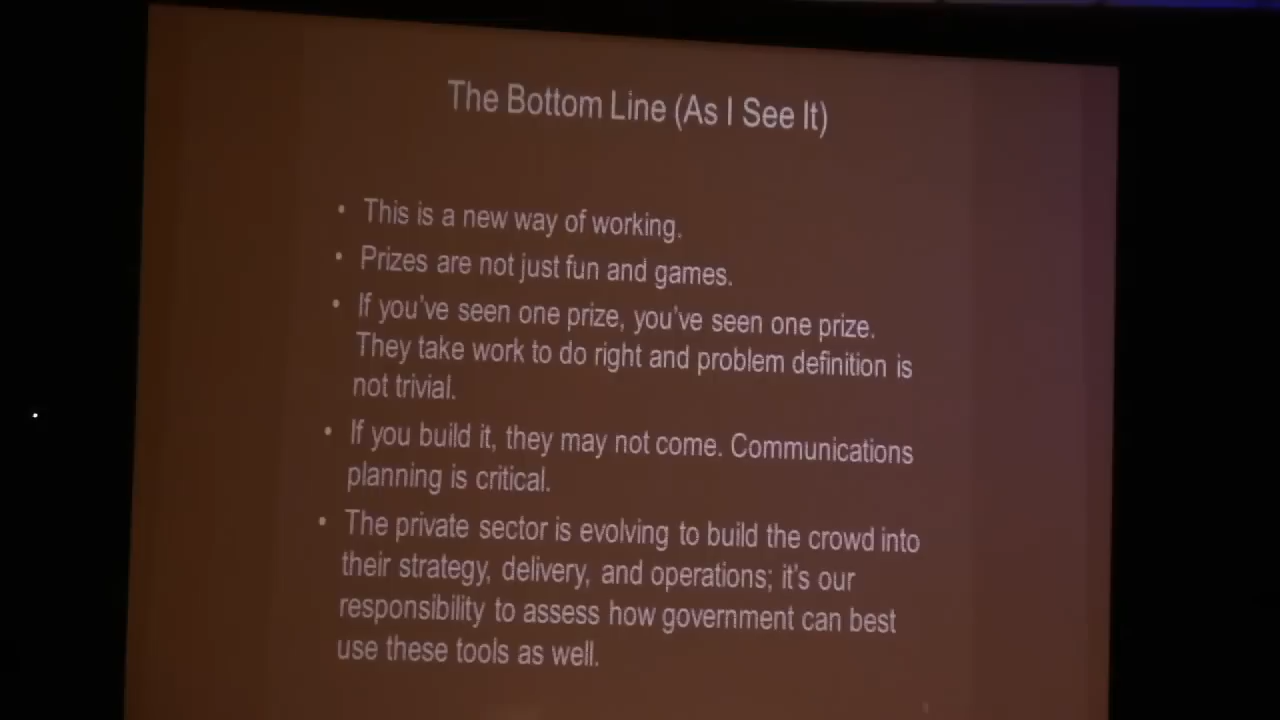 The Bottom Line (As I See It)
• This is a new way of working.
• Prizes are not just fun and games.
• If you've seen one prize, you've seen one prize.
They take work to do right and problem definition is
not trivial.
• If you build it, they may not come. Communications
planning is critical.
• The private sector is evolving to build the crowd into
their strategy, delivery, and operations; it's our
responsibility to assess how government can best
use these tools as well.